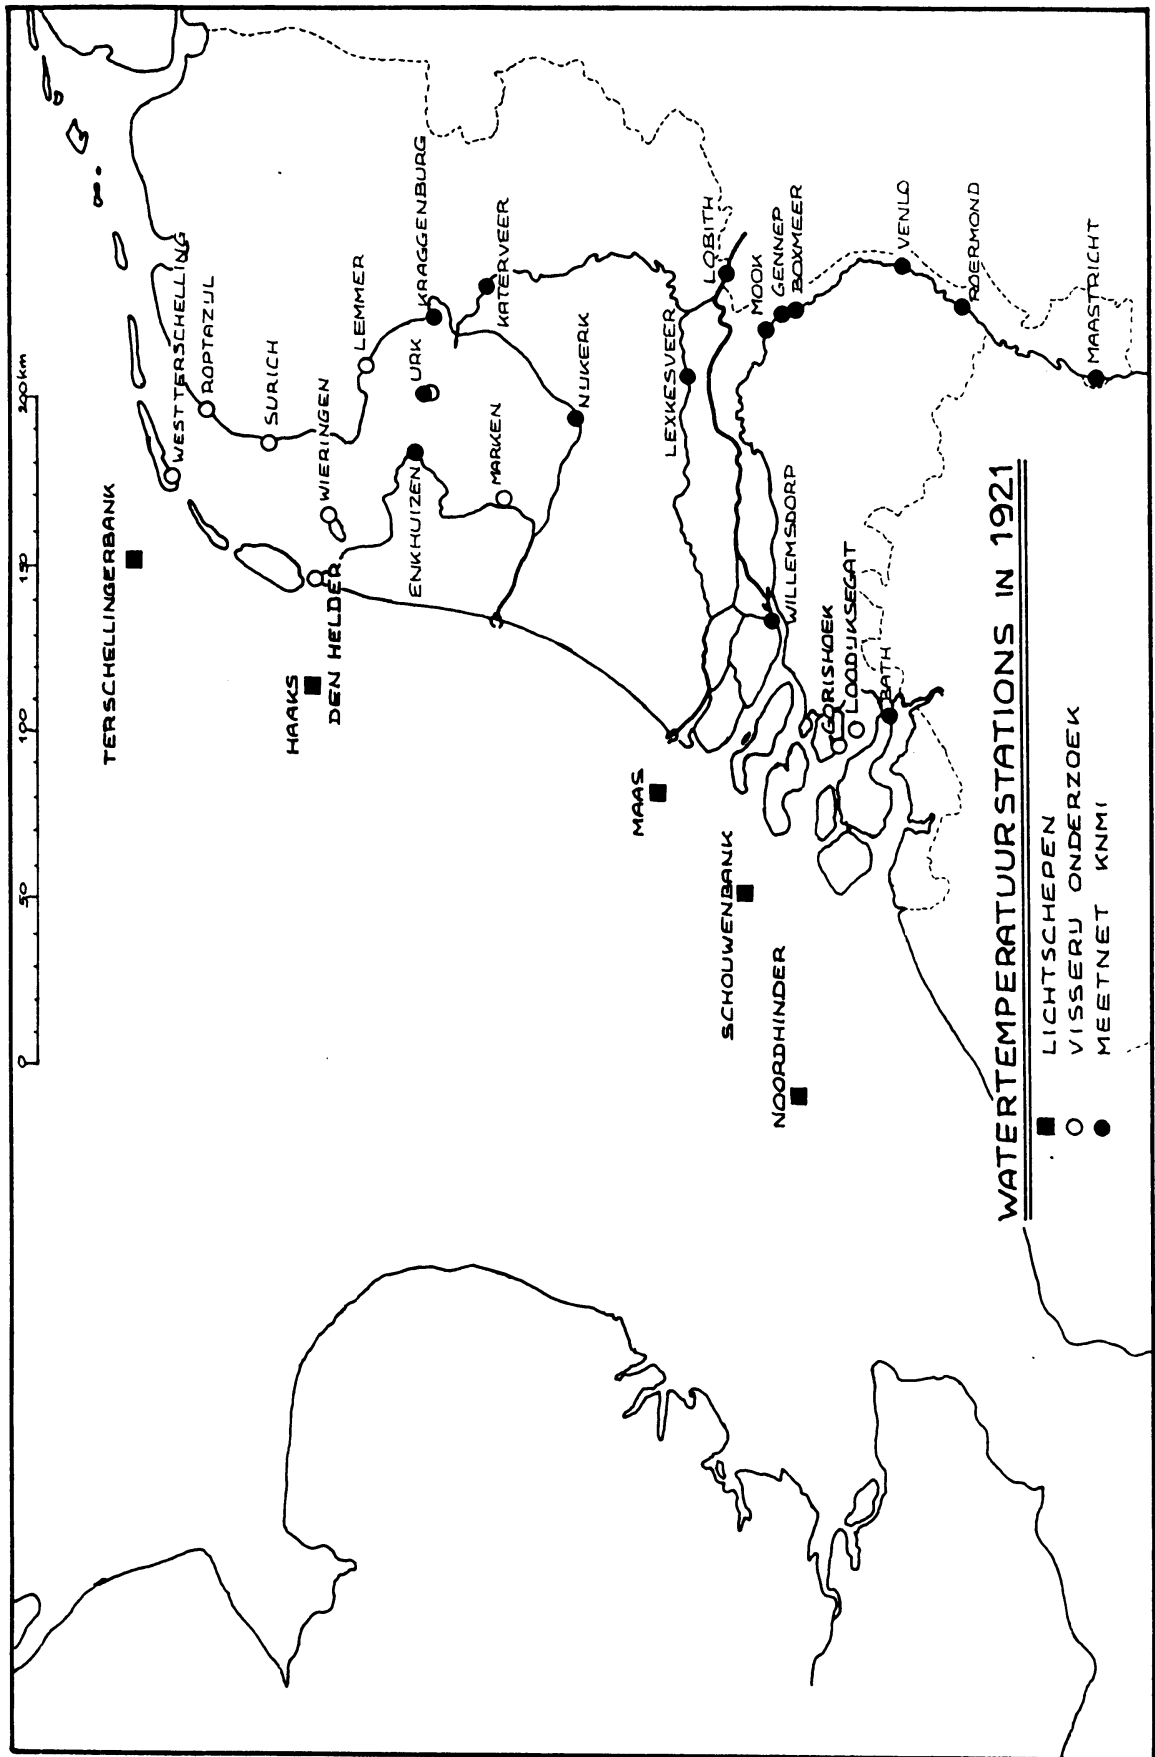 0 50 100 150 200km
TERSCHELLINGERBANK
WESTTERSCHELLING
ROPTAZIJL
SURICH
HAAKS
DEN HELDER
WIERINGEN
LEMMER
ENKHUIZEN
URK
KRAGGENBURG
MARKEN
KATERVEER
NIJKERK
MAAS
LEXKESVEER
LOBITH
SCHOUWENBANK
MOOK
GENNEP
BOXMEER
NOORDHINDER
WILLEMSDORP
GORISHOEK
LOODIJKSEGAT
BATH
VENLO
ROERMOND
MAASTRICHT
WATERTEMPERATUURSTATIONS IN 1921
LICHTSCHEPEN
VISSERIJ ONDERZOEK
MEETNET KNMI